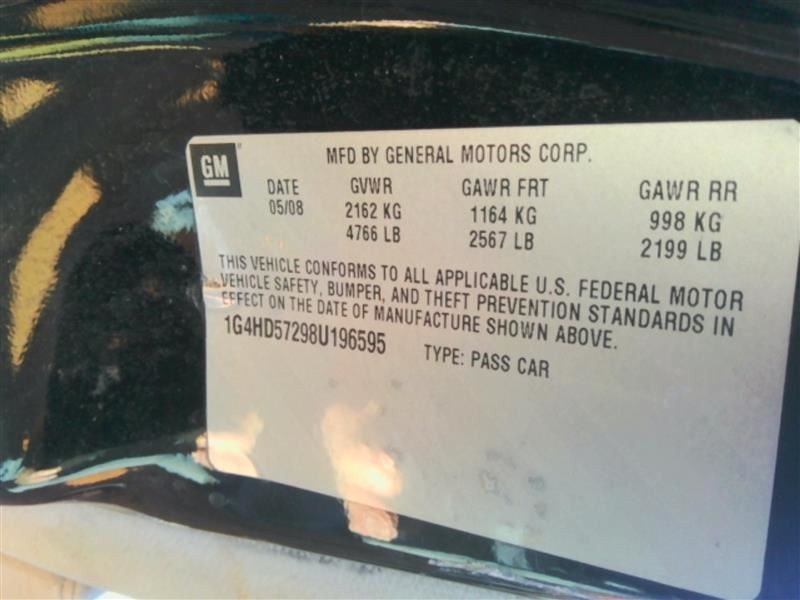 GM
MFD BY GENERAL MOTORS CORP.
DATE GVWR GAWR FRT GAWR RR
05/08 2162 KG 1164 KG 998 KG
4766 LB 2567 LB 2199 LB
THIS VEHICLE CONFORMS TO ALL APPLICABLE U.S. FEDERAL MOTOR
VEHICLE SAFETY, BUMPER, AND THEFT PREVENTION STANDARDS IN
EFFECT ON THE DATE OF MANUFACTURE SHOWN ABOVE.
1G4HD57298U196595 TYPE: PASS CAR